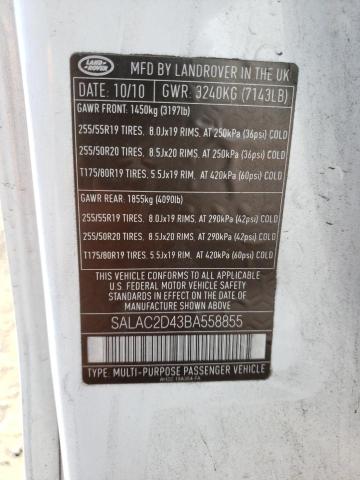 LAND ROVER
MFD BY LANDROVER IN THE UK
DATE: 10/10 GWR: 3240KG (7143LB)
GAWR FRONT: 1450kg (3197lb)
255/55R19 TIRES, 8.0Jx19 RIMS, AT 250kPa (36psi) COLD
255/50R20 TIRES, 8.5Jx20 RIMS, AT 250kPa (36psi) COLD
T175/80R19 TIRES, 5.5Jx19 RIM, AT 420kPa (60psi) COLD
GAWR REAR: 1855kg (4090lb)
255/55R19 TIRES, 8.0Jx19 RIMS, AT 290kPa (42psi) COLD
255/50R20 TIRES, 8.5Jx20 RIMS, AT 290kPa (42psi) COLD
T175/80R19 TIRES, 5.5Jx19 RIM, AT 420kPa (60psi) COLD
THIS VEHICLE CONFORMS TO ALL APPLICABLE
U.S. FEDERAL MOTOR VEHICLE SAFETY
STANDARDS IN EFFECT ON THE DATE OF
MANUFACTURE SHOWN ABOVE
SALAC2D43BA558855
TYPE: MULTI-PURPOSE PASSENGER VEHICLE